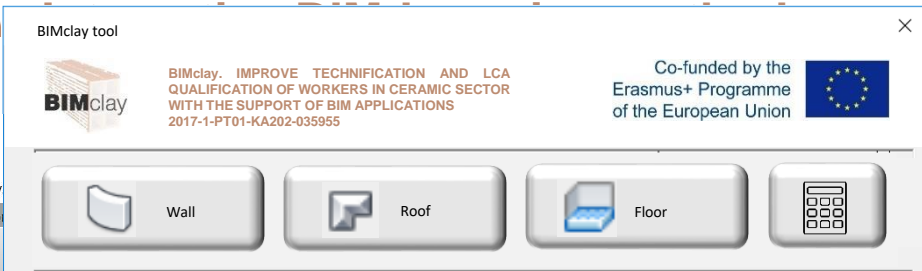 BIMclay tool
BIMclay
BIMclay. IMPROVE TECHNIFICATION AND LCA
QUALIFICATION OF WORKERS IN CERAMIC SECTOR
WITH THE SUPPORT OF BIM APPLICATIONS
2017-1-PT01-KA202-035955
Co-funded by the
Erasmus+ Programme
of the European Union
Wall
Roof
Floor